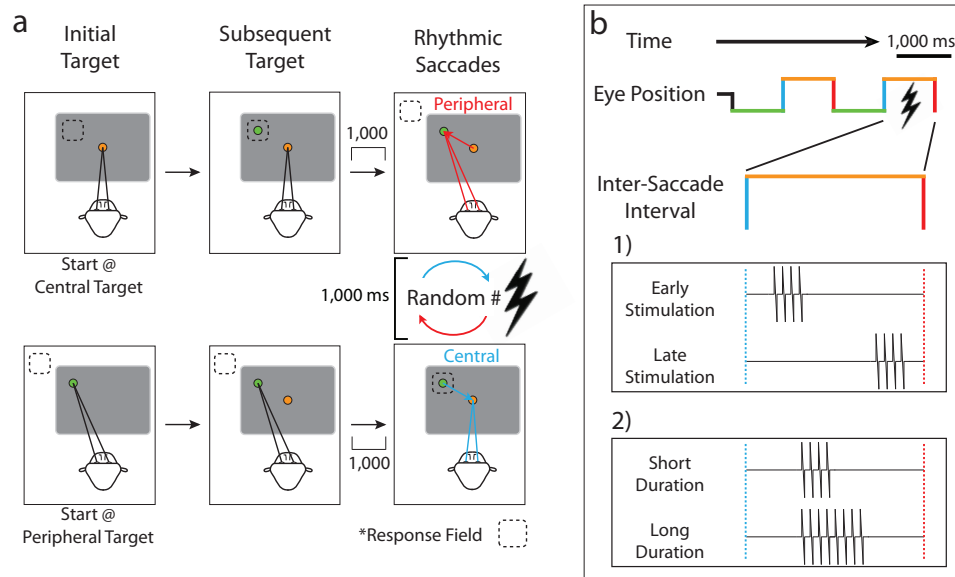 a
Initial
Target
Subsequent
Target
Rhythmic
Saccades
1,000
Peripheral
Start @
Central Target
1,000 ms
Random #
Central
1,000
Start @
Peripheral Target
*Response Field
b
Time
1,000 ms
Eye Position
Inter-Saccade
Interval
1)
Early
Stimulation
Late
Stimulation
2)
Short
Duration
Long
Duration